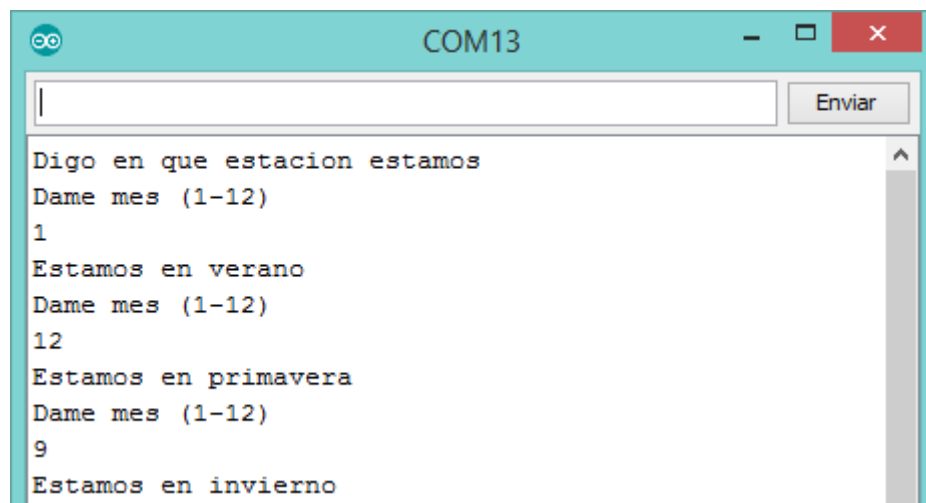 COM13
Enviar
Digo en que estacion estamos
Dame mes (1-12)
1
Estamos en verano
Dame mes (1-12)
12
Estamos en primavera
Dame mes (1-12)
9
Estamos en invierno